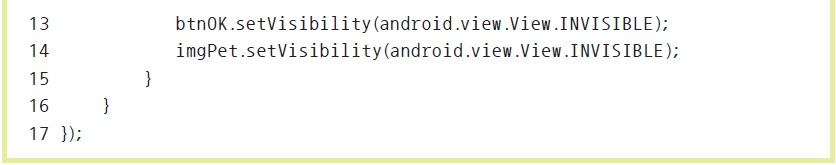 13 btnOK.setVisibility(android.view.View.INVISIBLE);
14 imgPet.setVisibility(android.view.View.INVISIBLE);
15 }
16 }
17 });